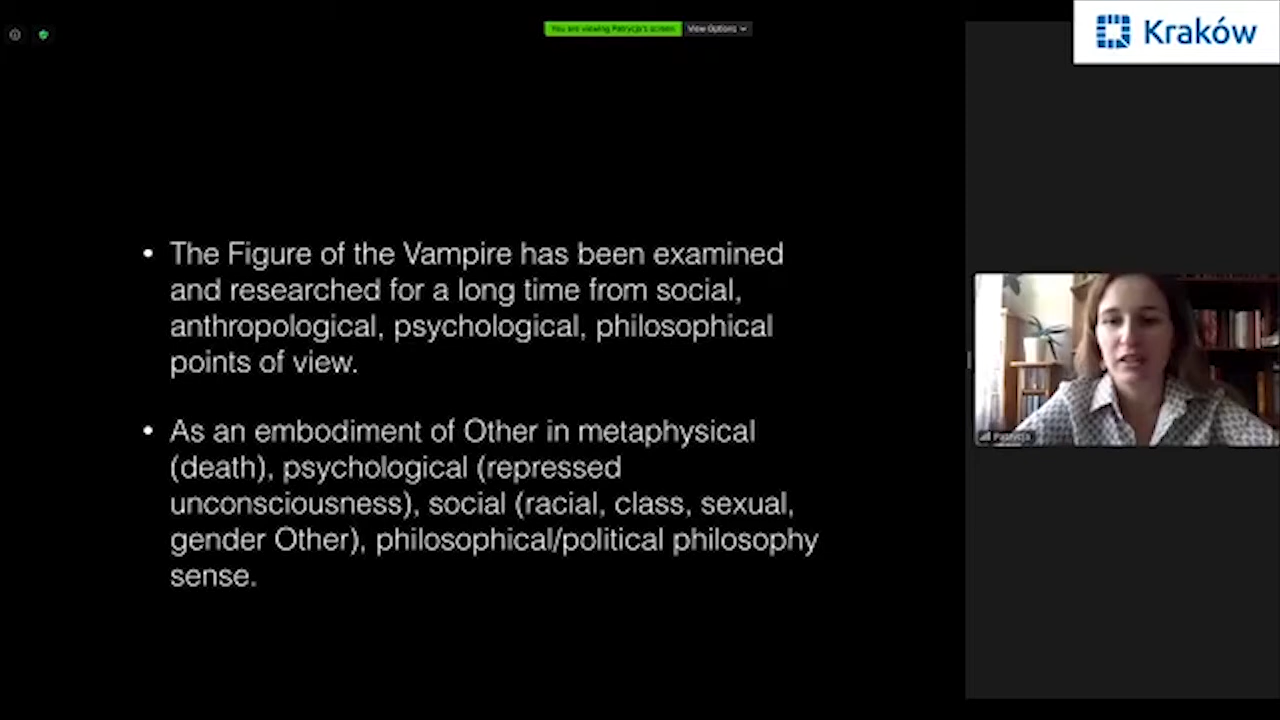 You are viewing Patrycja's screen
View Options
Kraków
The Figure of the Vampire has been examined
and researched for a long time from social,
anthropological, psychological, philosophical
points of view.
As an embodiment of Other in metaphysical
(death), psychological (repressed
unconsciousness), social (racial, class, sexual,
gender Other), philosophical/political philosophy
sense.
Patrycja